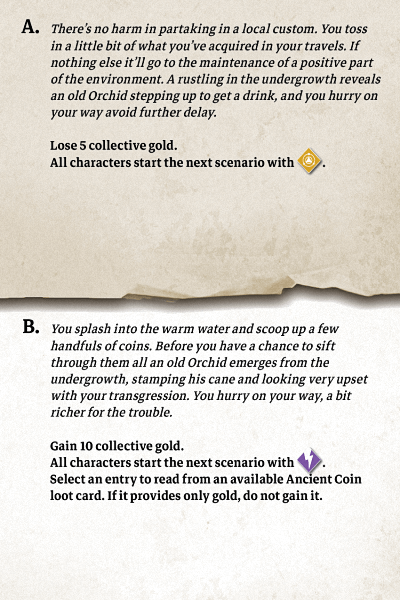 A. There's no harm in partaking in a local custom. You toss
in a little bit of what you've acquired in your travels. If
nothing else it'll go to the maintenance of a positive part
of the environment. A rustling in the undergrowth reveals
an old Orchid stepping up to get a drink, and you hurry on
your way avoid further delay.
Lose 5 collective gold.
All characters start the next scenario with .
B. You splash into the warm water and scoop up a few
handfuls of coins. Before you have a chance to sift
through them all an old Orchid emerges from the
undergrowth, stamping his cane and looking very upset
with your transgression. You hurry on your way, a bit
richer for the trouble.
Gain 10 collective gold.
All characters start the next scenario with .
Select an entry to read from an available Ancient Coin
loot card. If it provides only gold, do not gain it.